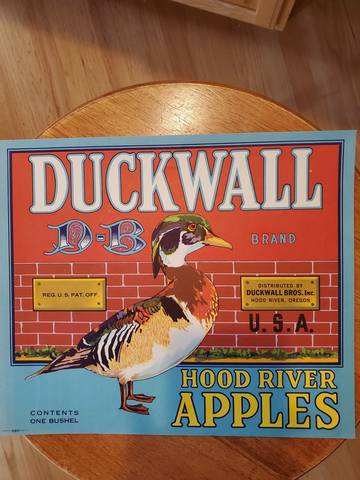 DUCKWALL
D-B
BRAND
REG. U.S. PAT. OFF.
DISTRIBUTED BY
DUCKWALL BROS. Inc.
HOOD RIVER, OREGON
U.S.A.
HOOD RIVER
APPLES
CONTENTS
ONE BUSHEL